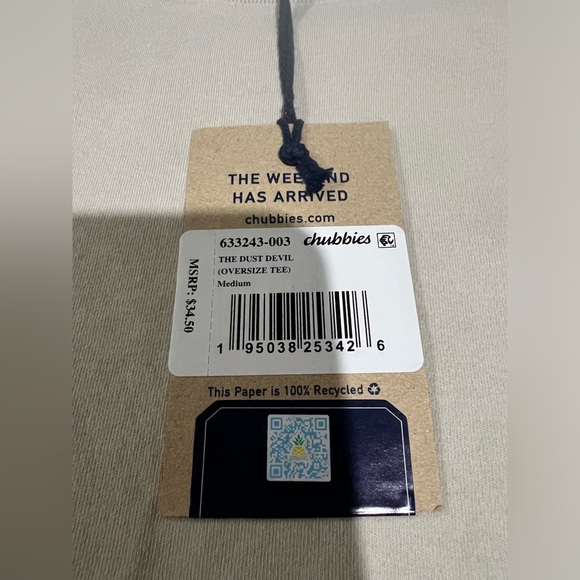 THE WEEKEND
HAS ARRIVED
chubbies.com
633243-003 chubbies
THE DUST DEVIL
(OVERSIZE TEE)
Medium
MSRP: $34.50
1 95038 25342 6
This Paper is 100% Recycled